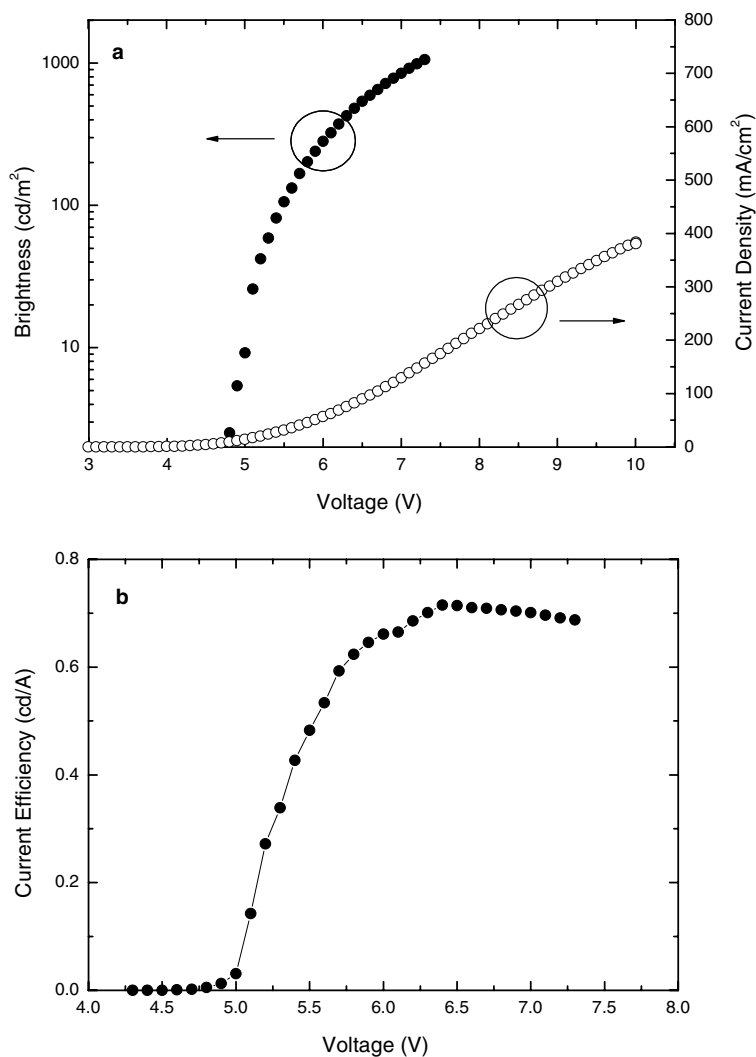 a
1000
100
10
Brightness (cd/m²)
800
700
600
500
400
300
200
100
0
Current Density (mA/cm²)
3 4 5 6 7 8 9 10
Voltage (V)
b
0.8
0.6
0.4
0.2
0.0
Current Efficiency (cd/A)
4.0 4.5 5.0 5.5 6.0 6.5 7.0 7.5 8.0
Voltage (V)